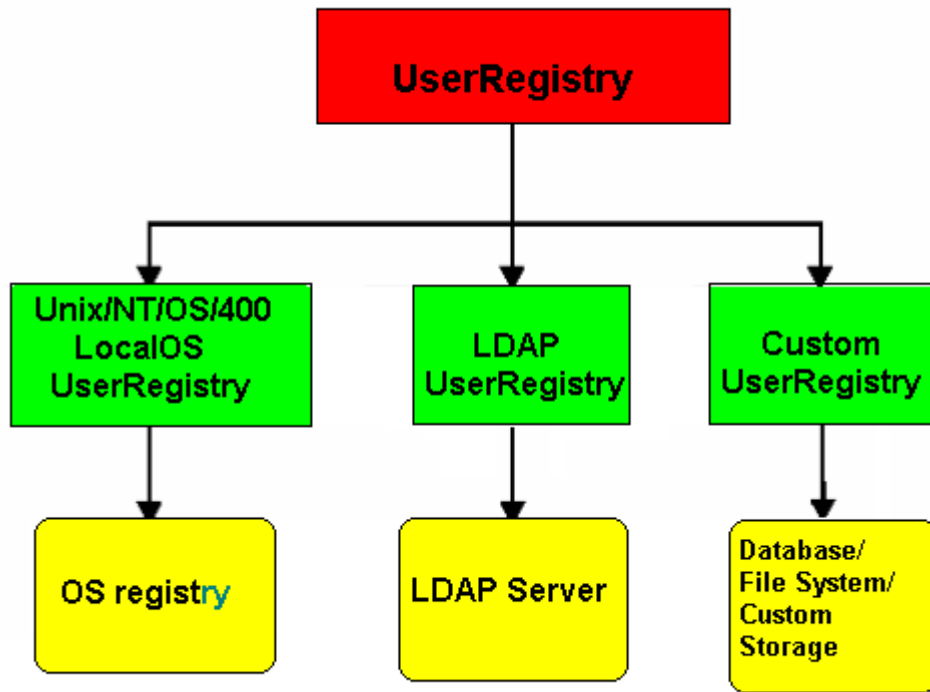 UserRegistry
Unix/NT/OS/400
LocalOS
UserRegistry
LDAP
UserRegistry
Custom
UserRegistry
OS registry
LDAP Server
Database/
File System/
Custom
Storage